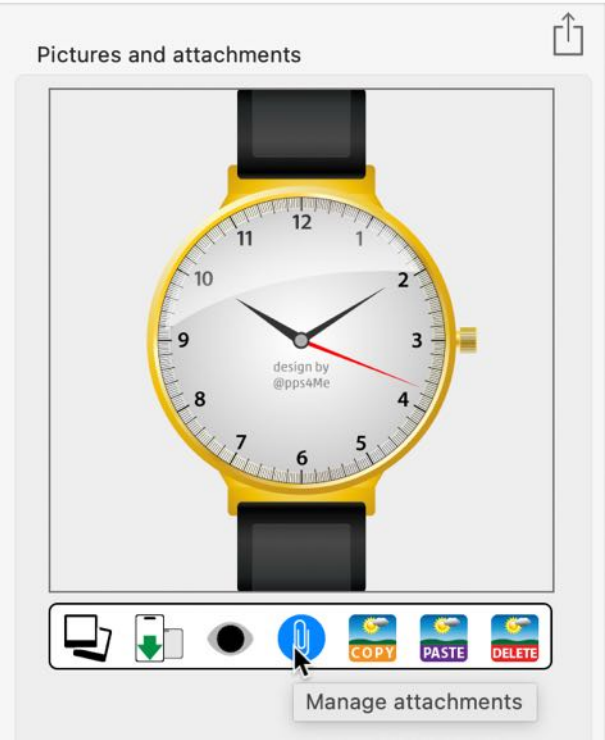 Pictures and attachments
12
11
1
10
2
9
3
design by
@pps4Me
8
4
7
5
6
COPY
PASTE
DELETE
Manage attachments